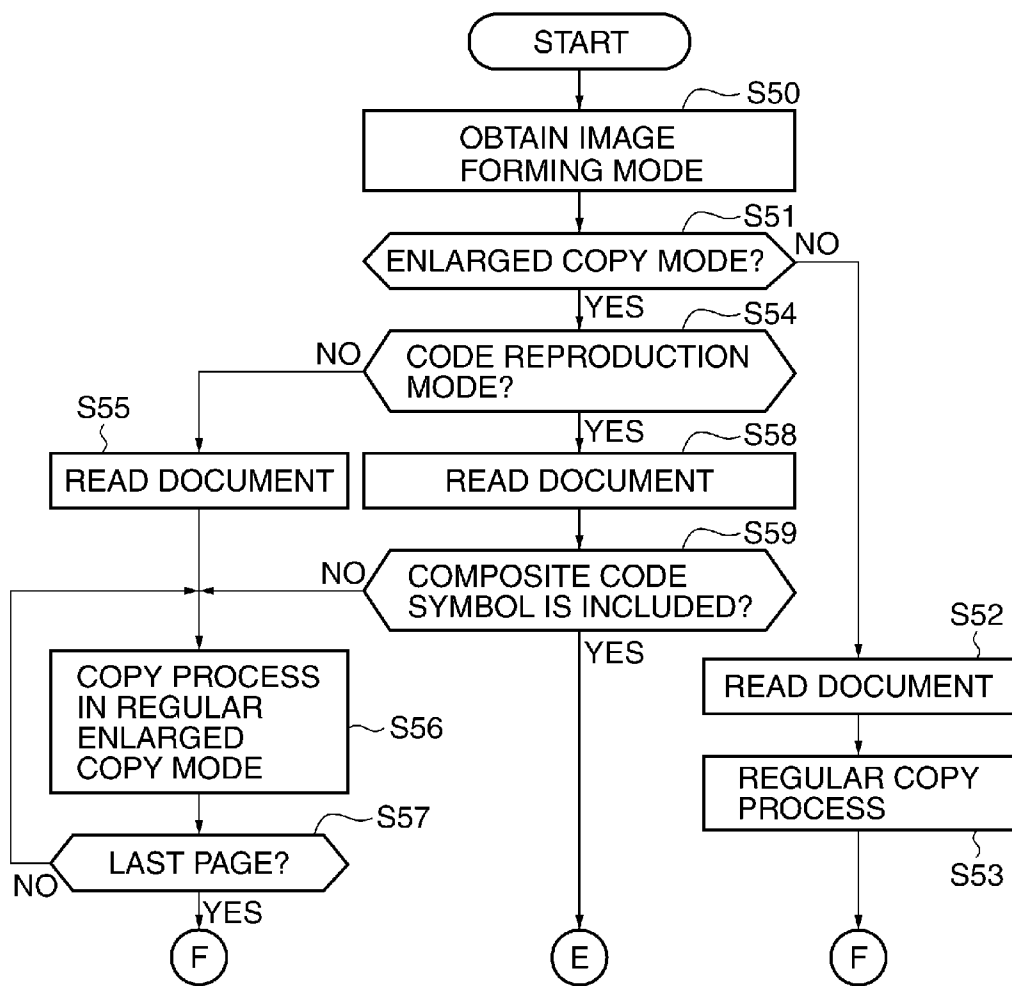 START
S50
OBTAIN IMAGE
FORMING MODE
S51
ENLARGED COPY MODE?
NO
YES
S54
NO
CODE REPRODUCTION
MODE?
S55
YES
S58
READ DOCUMENT
READ DOCUMENT
S59
NO
COMPOSITE CODE
SYMBOL IS INCLUDED?
S52
YES
READ DOCUMENT
COPY PROCESS
IN REGULAR
ENLARGED
COPY MODE
S56
REGULAR COPY
PROCESS
S57
LAST PAGE?
NO
S53
YES
F
E
F